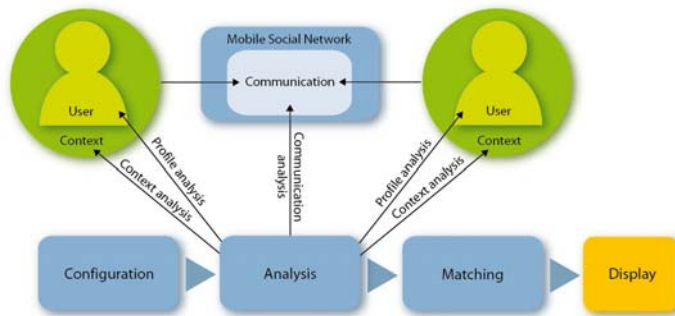 Mobile Social Network
Communication
User
Context
User
Context
Profile analysis
Context analysis
Communication
analysis
Profile analysis
Context analysis
Configuration
Analysis
Matching
Display